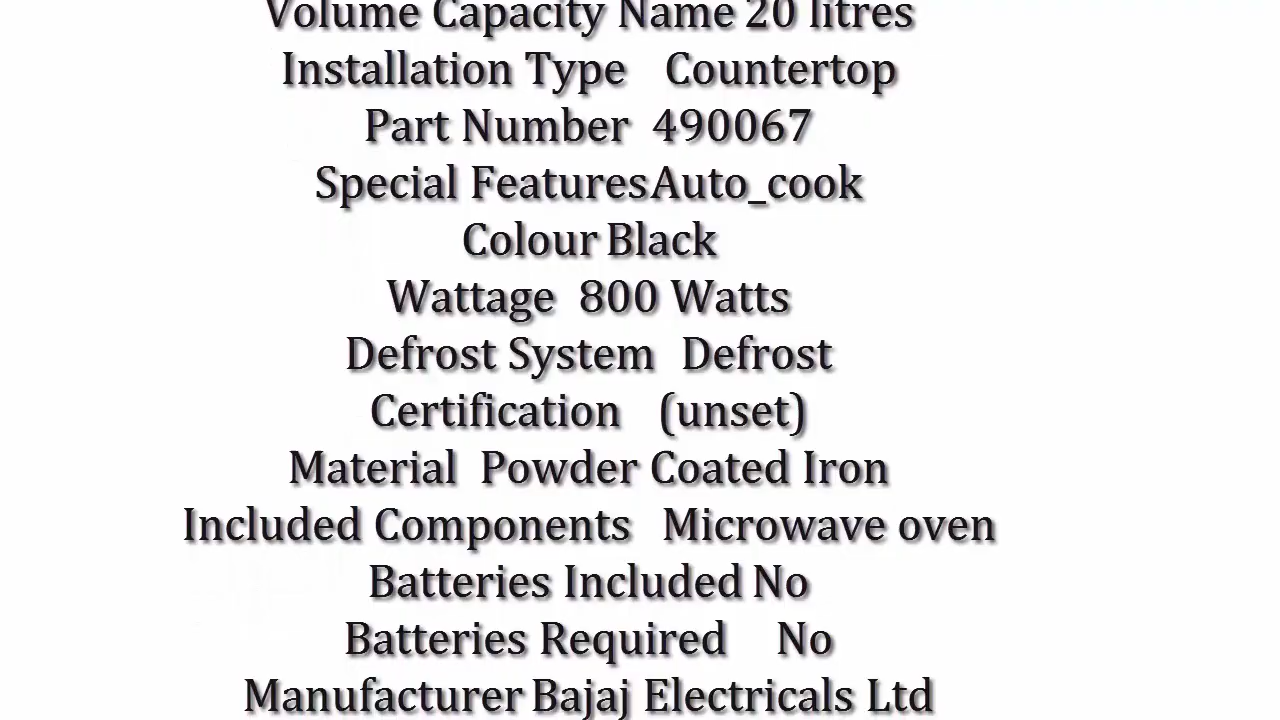 Volume Capacity Name 20 litres
Installation Type Countertop
Part Number 490067
Special Features Auto_cook
Colour Black
Wattage 800 Watts
Defrost System Defrost
Certification (unset)
Material Powder Coated Iron
Included Components Microwave oven
Batteries Included No
Batteries Required No
Manufacturer Bajaj Electricals Ltd